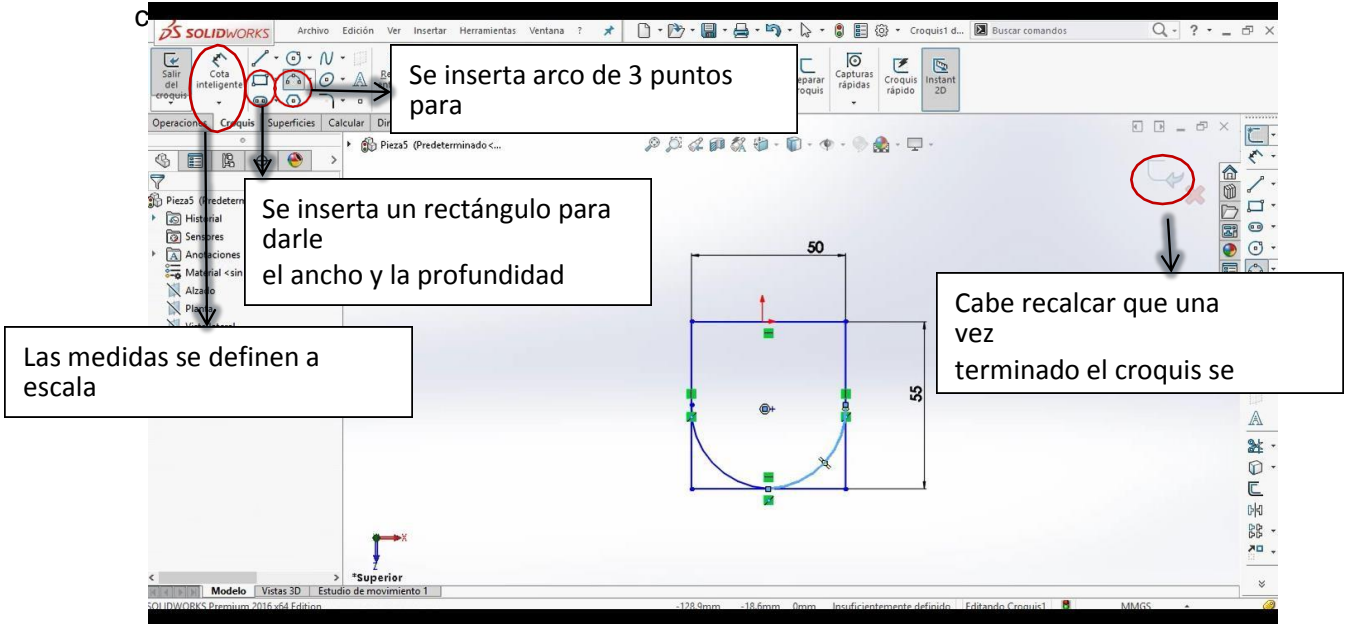 c
SOLIDWORKS Archivo Edición Ver Insertar Herramientas Ventana ? Croquis1 d... Buscar comandos
Salir del croquis
Cota inteligente
Capturas rápidas
Croquis rápido
Instant 2D
Se inserta arco de 3 puntos
para
Operaciones Croquis Superficies Calcular
Pieza5 (Predeterminado<...
Se inserta un rectángulo para
darle
el ancho y la profundidad
Pieza5
Historial
Sensores
Anotaciones
Material <sin
Alzado
Planta
50
55
Cabe recalcar que una
vez
terminado el croquis se
Las medidas se definen a
escala
X
Z
*Superior
Modelo Vistas 3D Estudio de movimiento 1
SOLIDWORKS Premium 2016 x64 Edition -128.9mm -18.6mm 0mm Insuficientemente definido Editando Croquis1 MMGS